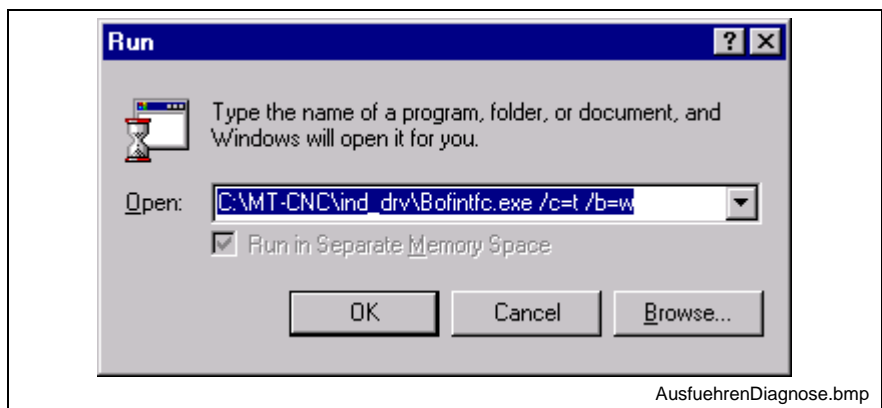 Run
Type the name of a program, folder, or document, and
Windows will open it for you.
Open: C:\MT-CNC\ind_drv\Bofintfc.exe /c=t /b=w
Run in Separate Memory Space
OK Cancel Browse...
AusfuehrenDiagnose.bmp